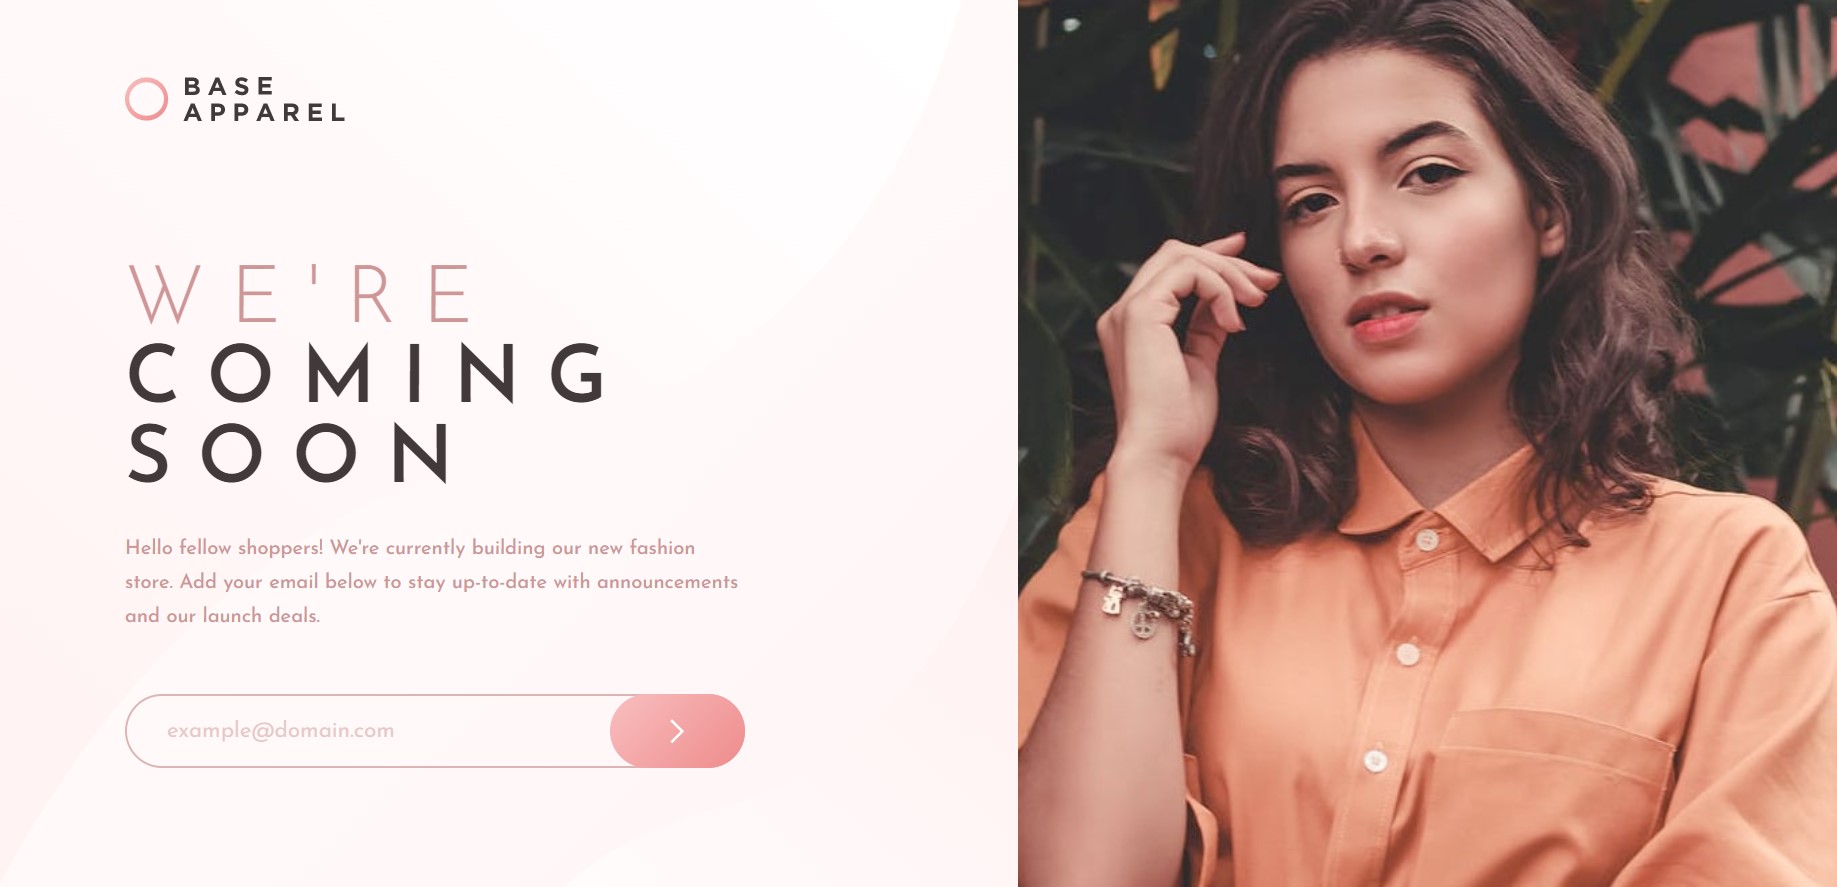 BASE
APPAREL
WE'RE
COMING
SOON
Hello fellow shoppers! We're currently building our new fashion
store. Add your email below to stay up-to-date with announcements
and our launch deals.
example@domain.com